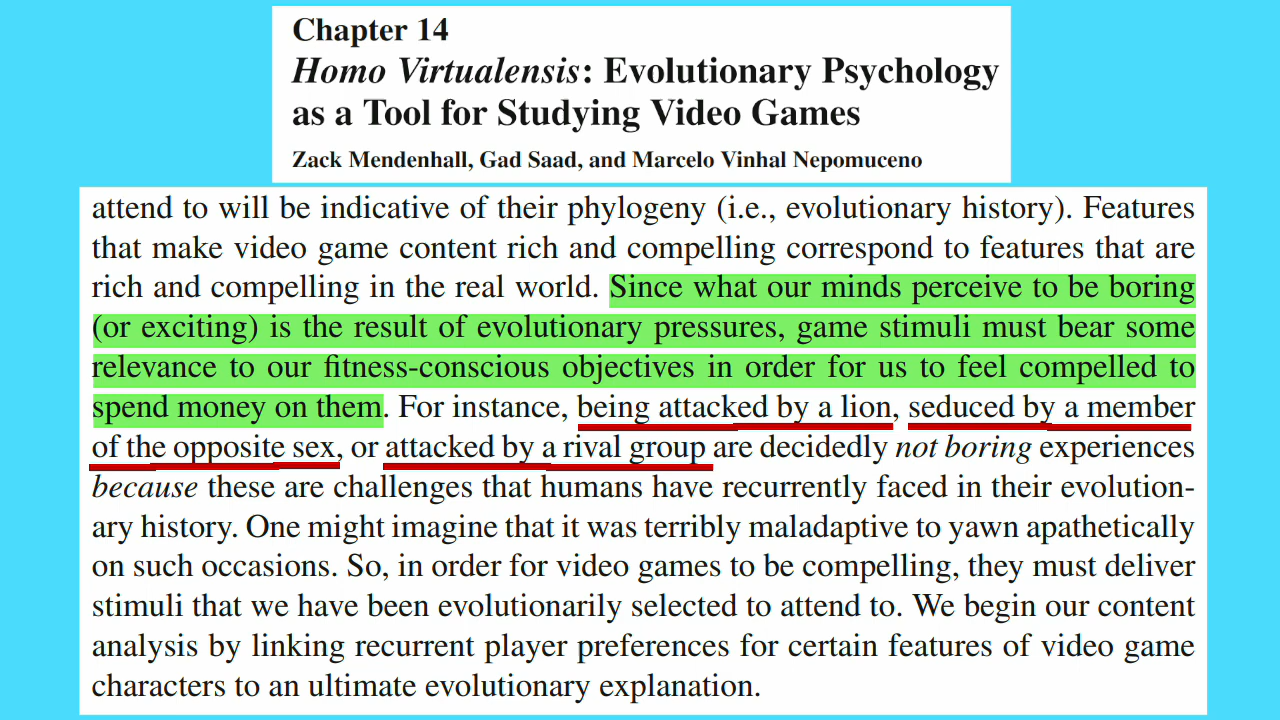 Chapter 14
Homo Virtualensis: Evolutionary Psychology
as a Tool for Studying Video Games
Zack Mendenhall, Gad Saad, and Marcelo Vinhal Nepomuceno
attend to will be indicative of their phylogeny (i.e., evolutionary history). Features
that make video game content rich and compelling correspond to features that are
rich and compelling in the real world. Since what our minds perceive to be boring
(or exciting) is the result of evolutionary pressures, game stimuli must bear some
relevance to our fitness-conscious objectives in order for us to feel compelled to
spend money on them. For instance, being attacked by a lion, seduced by a member
of the opposite sex, or attacked by a rival group are decidedly not boring experiences
because these are challenges that humans have recurrently faced in their evolution-
ary history. One might imagine that it was terribly maladaptive to yawn apathetically
on such occasions. So, in order for video games to be compelling, they must deliver
stimuli that we have been evolutionarily selected to attend to. We begin our content
analysis by linking recurrent player preferences for certain features of video game
characters to an ultimate evolutionary explanation.